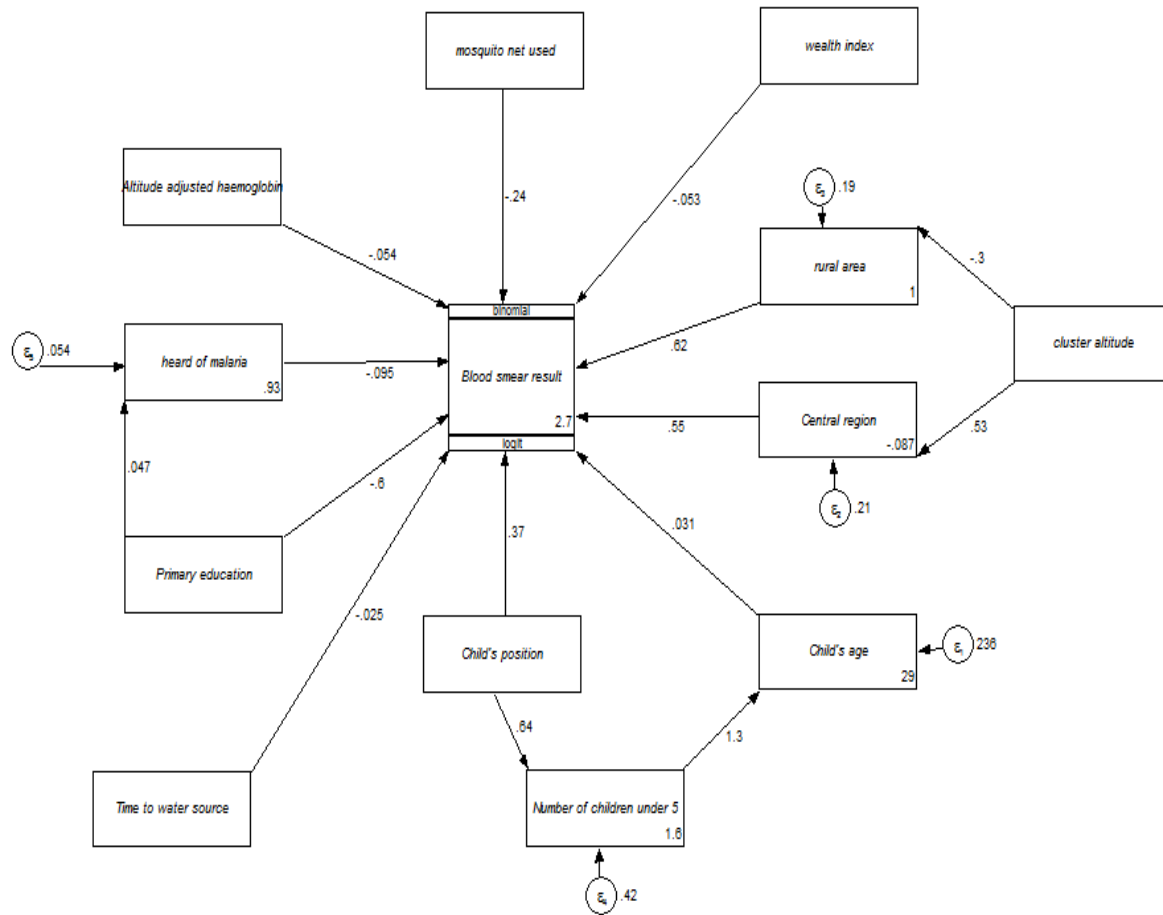 mosquito net used
wealth index
Altitude adjusted haemoglobin
-.24
-.053
ε3 .19
-.054
rural area
1
-.3
binomial
ε5 .054
heard of malaria
.93
-.095
Blood smear result
2.7
logit
.62
cluster altitude
.55
Central region
-.087
.53
.047
-.6
ε2 .21
.37
.031
Primary education
-.025
Child's position
Child's age
29
ε1 236
.64
1.3
Time to water source
Number of children under 5
1.6
ε4 .42